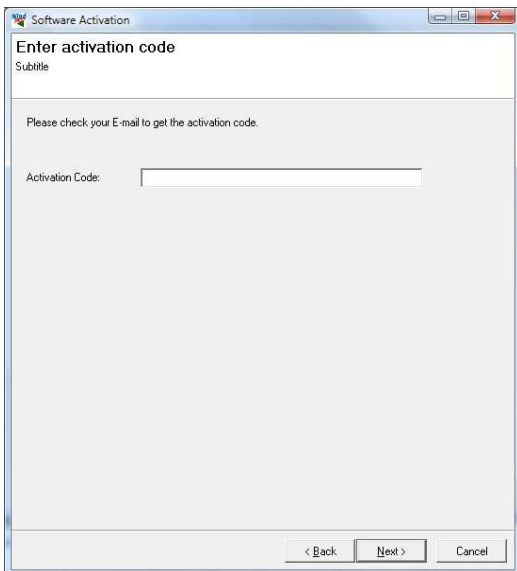 Software Activation
Enter activation code
Subtitle
Please check your E-mail to get the activation code.
Activation Code:
< Back
Next >
Cancel